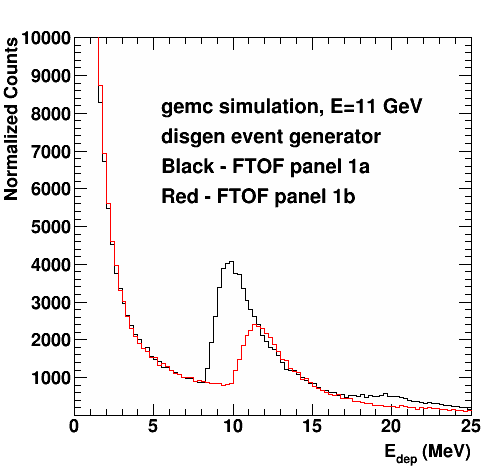 10000
9000
8000
7000
6000
5000
4000
3000
2000
1000
Normalized Counts
gemc simulation, E=11 GeV
disgen event generator
Black - FTOF panel 1a
Red - FTOF panel 1b
0 5 10 15 20 25
E_dep (MeV)